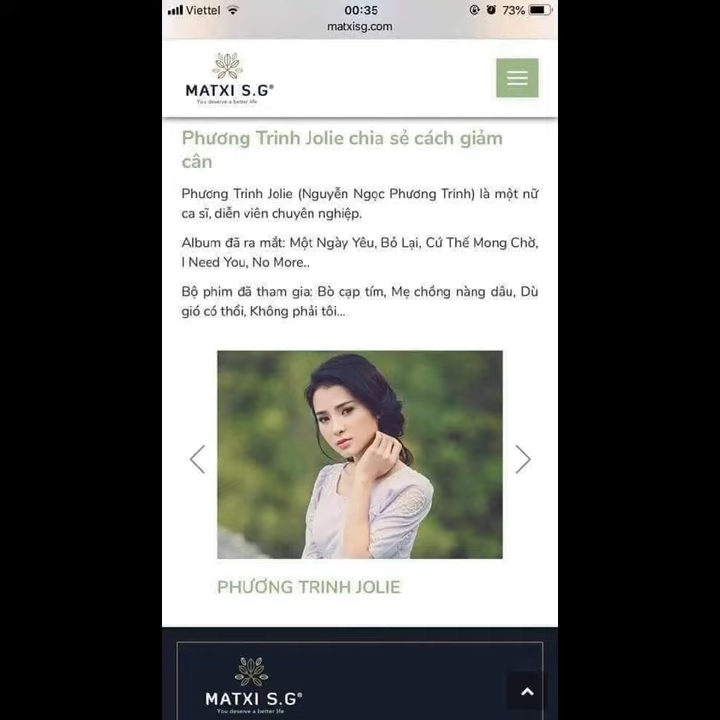 Viettel 00:35 73%
matxisg.com
MATXI S.G®
You deserve a better life
Phương Trinh Jolie chia sẻ cách giảm
cân
Phương Trinh Jolie (Nguyễn Ngọc Phương Trinh) là một nữ
ca sĩ, diễn viên chuyên nghiệp.
Album đã ra mắt: Một Ngày Yêu, Bỏ Lại, Cứ Thế Mong Chờ,
I Need You, No More..
Bộ phim đã tham gia: Bò cạp tím, Mẹ chồng nàng dâu, Dù
gió có thổi, Không phải tôi...
PHƯƠNG TRINH JOLIE
MATXI S.G®
You deserve a better life